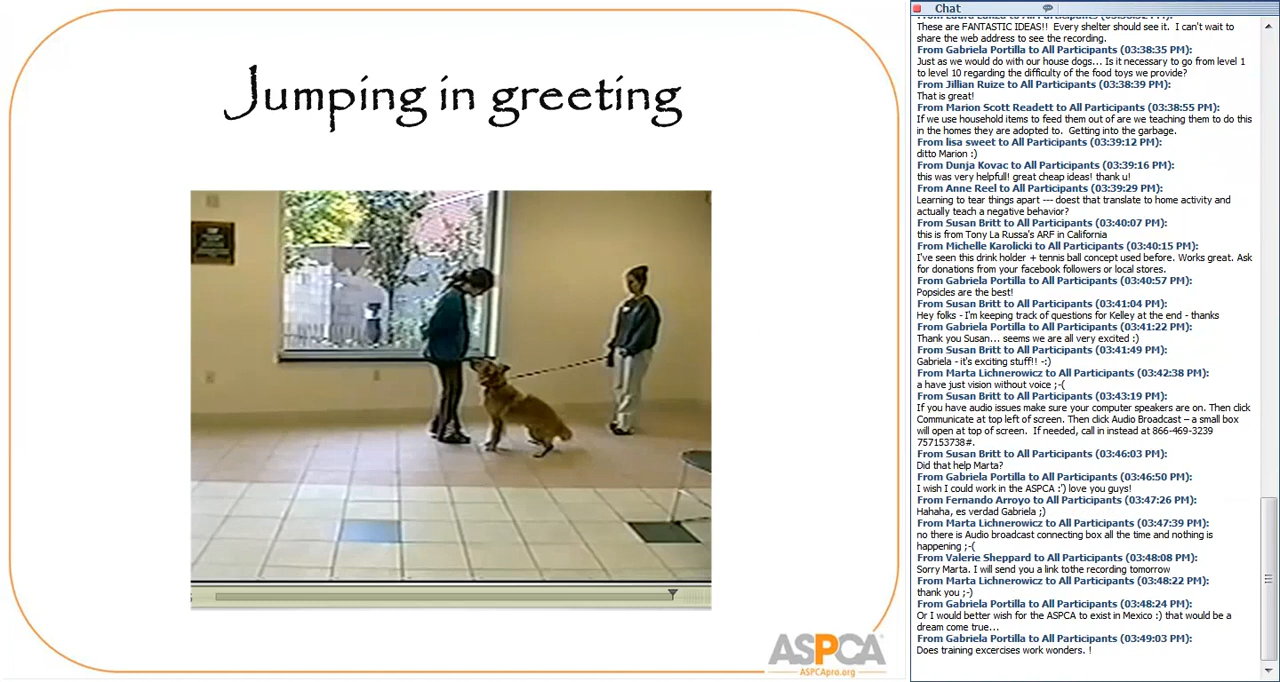 Jumping in greeting
ASPCA
ASPCApro.org
Chat
These are FANTASTIC IDEAS!!  Every shelter should see it.  I can't wait to
share the web address to see the recording.
From Gabriela Portilla to All Participants (03:38:35 PM):
Just as we would do with our house dogs... Is it necessary to go from level 1
to level 10 regarding the difficulty of the food toys we provide?
From Jillian Ruize to All Participants (03:38:39 PM):
That is great!
From Marion Scott Readett to All Participants (03:38:55 PM):
If we use household items to feed them out of are we teaching them to do this
in the homes they are adopted to.  Getting into the garbage.
From lisa sweet to All Participants (03:39:12 PM):
ditto Marion :)
From Dunja Kovac to All Participants (03:39:16 PM):
this was very helpfull! great cheap ideas! thank u!
From Anne Reel to All Participants (03:39:29 PM):
Learning to tear things apart --- doest that translate to home activity and
actually teach a negative behavior?
From Susan Britt to All Participants (03:40:07 PM):
this is from Tony La Russa's ARF in California
From Michelle Karolicki to All Participants (03:40:15 PM):
I've seen this drink holder + tennis ball concept used before. Works great. Ask
for donations from your facebook followers or local stores.
From Gabriela Portilla to All Participants (03:40:57 PM):
Popsicles are the best!
From Susan Britt to All Participants (03:41:04 PM):
Hey folks - I'm keeping track of questions for Kelley at the end - thanks
From Gabriela Portilla to All Participants (03:41:22 PM):
Thank you Susan... seems we are all very excited :)
From Susan Britt to All Participants (03:41:49 PM):
Gabriela - it's exciting stuff!! -:)
From Marta Lichnerowicz to All Participants (03:42:38 PM):
a have just vision without voice ;-(
From Susan Britt to All Participants (03:43:19 PM):
If you have audio issues make sure your computer speakers are on. Then click
Communicate at top left of screen. Then click Audio Broadcast – a small box
will open at top of screen.  If needed, call in instead at 866-469-3239
757153738#.
From Susan Britt to All Participants (03:46:03 PM):
Did that help Marta?
From Gabriela Portilla to All Participants (03:46:50 PM):
I wish I could work in the ASPCA :') love you guys!
From Fernando Arroyo to All Participants (03:47:26 PM):
Hahaha, es verdad Gabriela ;)
From Marta Lichnerowicz to All Participants (03:47:39 PM):
no there is Audio broadcast connecting box all the time and nothing is
happening ;-(
From Valerie Sheppard to All Participants (03:48:08 PM):
Sorry Marta. I will send you a link tothe recording tomorrow
From Marta Lichnerowicz to All Participants (03:48:22 PM):
thank you ;-)
From Gabriela Portilla to All Participants (03:48:24 PM):
Or I would better wish for the ASPCA to exist in Mexico :) that would be a
dream come true...
From Gabriela Portilla to All Participants (03:49:03 PM):
Does training excercises work wonders. !